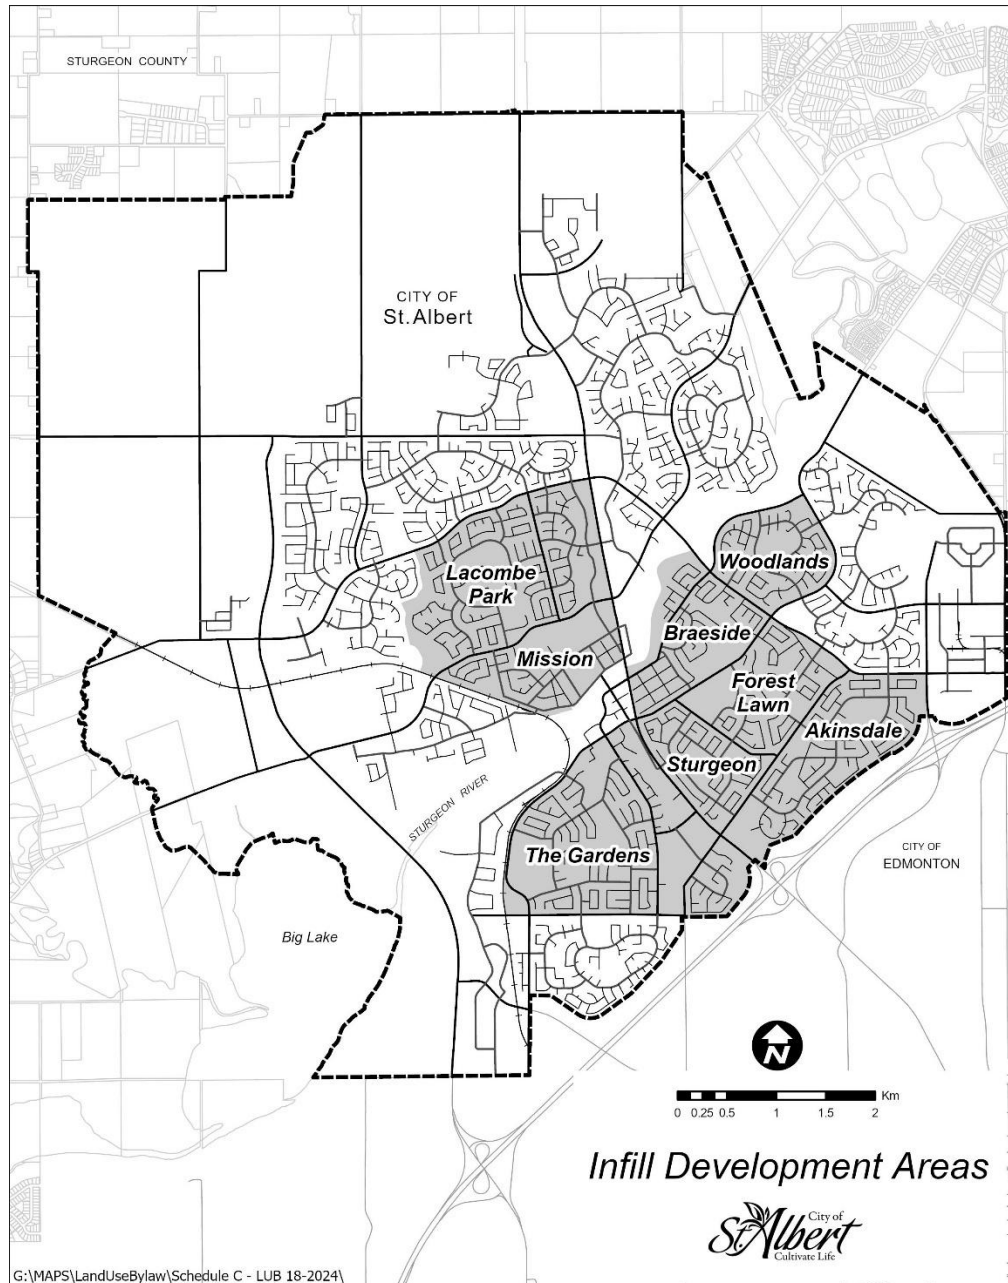 STURGEON COUNTY
CITY OF
St.Albert
Woodlands
Lacombe
Park
Braeside
Mission
Forest
Lawn
Akinsdale
Sturgeon
STURGEON RIVER
The Gardens
CITY OF
EDMONTON
Big Lake
N
Km
0 0.25 0.5 1 1.5 2
Infill Development Areas
City of
St. Albert
Cultivate Life
G:\MAPS\LandUseBylaw\Schedule C - LUB 18-2024\